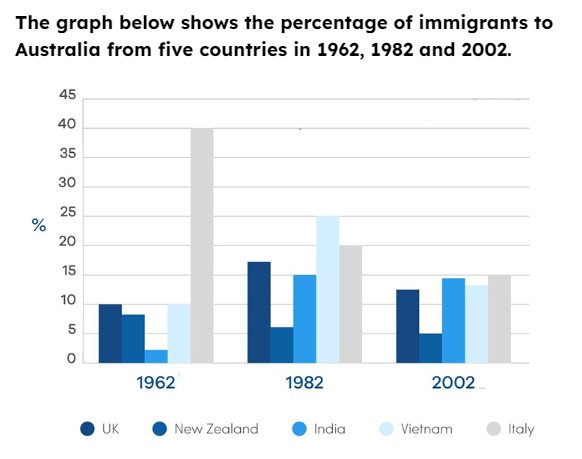 The graph below shows the percentage of immigrants to
Australia from five countries in 1962, 1982 and 2002.
45
40
35
30
25
%
20
15
10
5
0
1962 1982 2002
UK New Zealand India Vietnam Italy